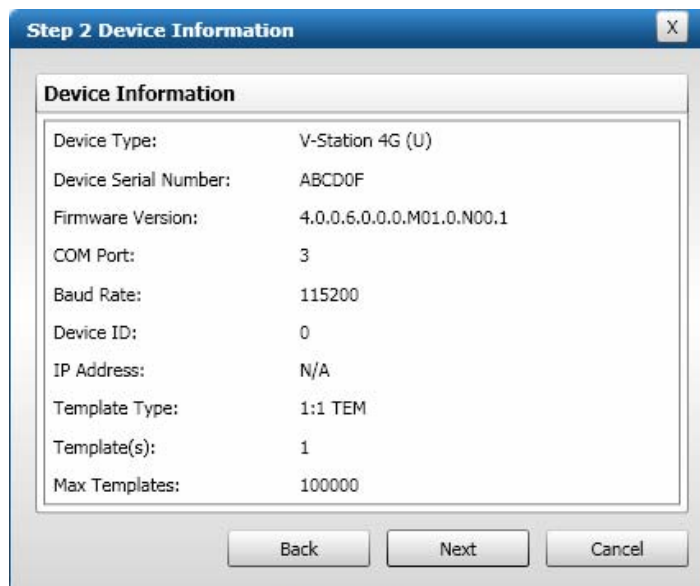 Step 2 Device Information
X
Device Information
Device Type: V-Station 4G (U)
Device Serial Number: ABCD0F
Firmware Version: 4.0.0.6.0.0.0.M01.0.N00.1
COM Port: 3
Baud Rate: 115200
Device ID: 0
IP Address: N/A
Template Type: 1:1 TEM
Template(s): 1
Max Templates: 100000
Back Next Cancel